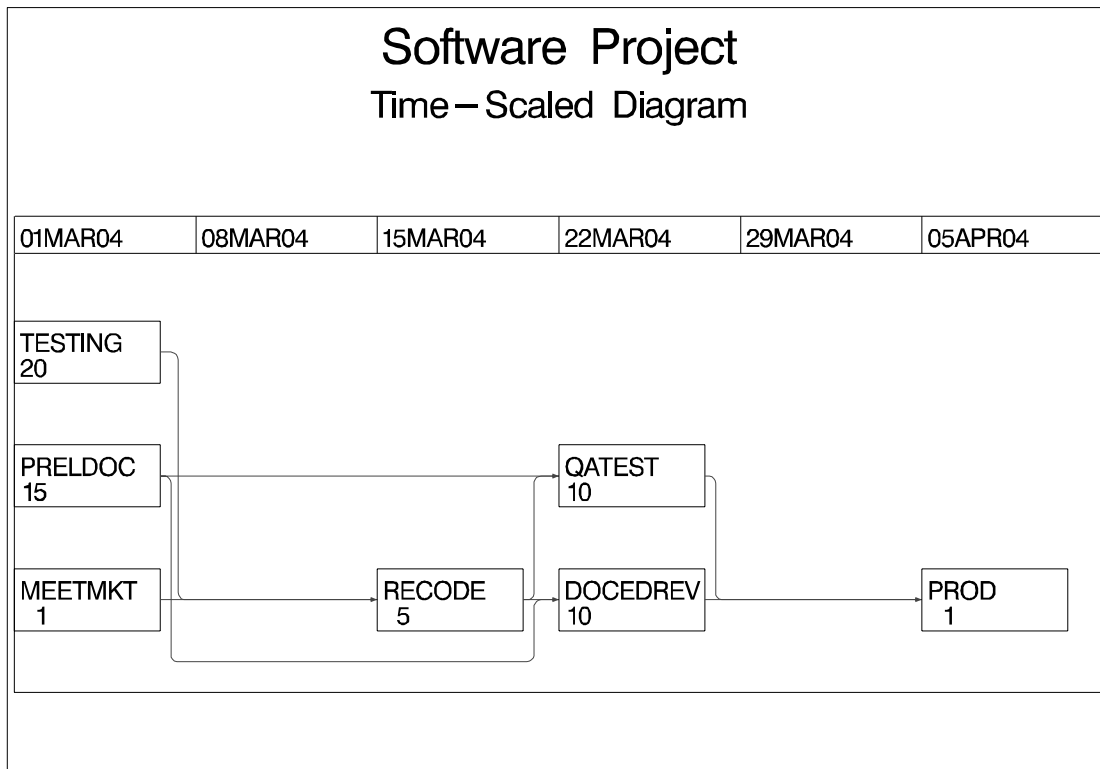 Software Project
Time – Scaled Diagram
01MAR04 08MAR04 15MAR04 22MAR04 29MAR04 05APR04
TESTING
20
PRELDOC
15
QATEST
10
MEETMKT
1
RECODE
5
DOCEDREV
10
PROD
1